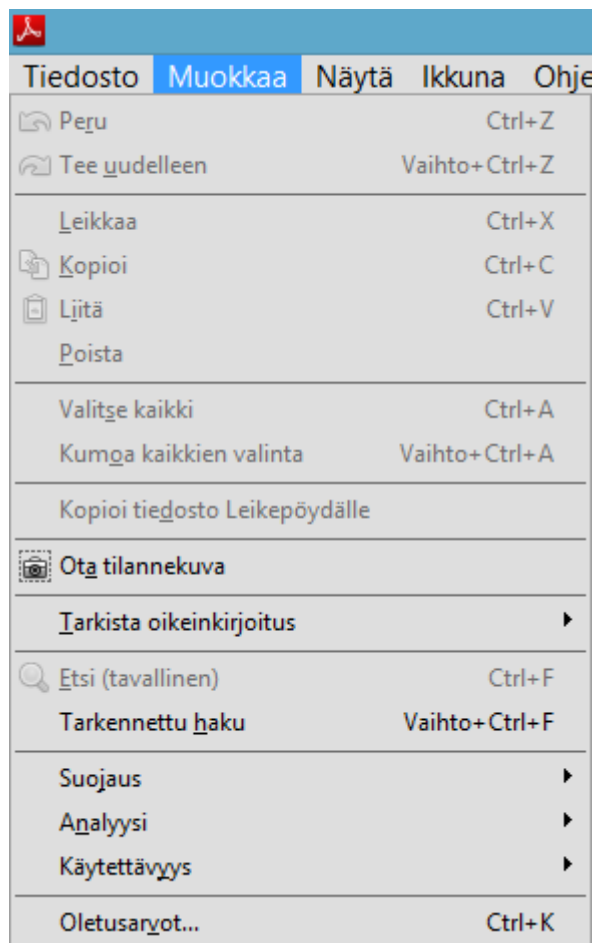 Tiedosto Muokkaa Näytä Ikkuna Ohje
Peru Ctrl+Z
Tee uudelleen Vaihto+Ctrl+Z
Leikkaa Ctrl+X
Kopioi Ctrl+C
Liitä Ctrl+V
Poista
Valitse kaikki Ctrl+A
Kumoa kaikkien valinta Vaihto+Ctrl+A
Kopioi tiedosto Leikepöydälle
Ota tilannekuva
Tarkista oikeinkirjoitus
Etsi (tavallinen) Ctrl+F
Tarkennettu haku Vaihto+Ctrl+F
Suojaus
Analyysi
Käytettävyys
Oletusarvot... Ctrl+K